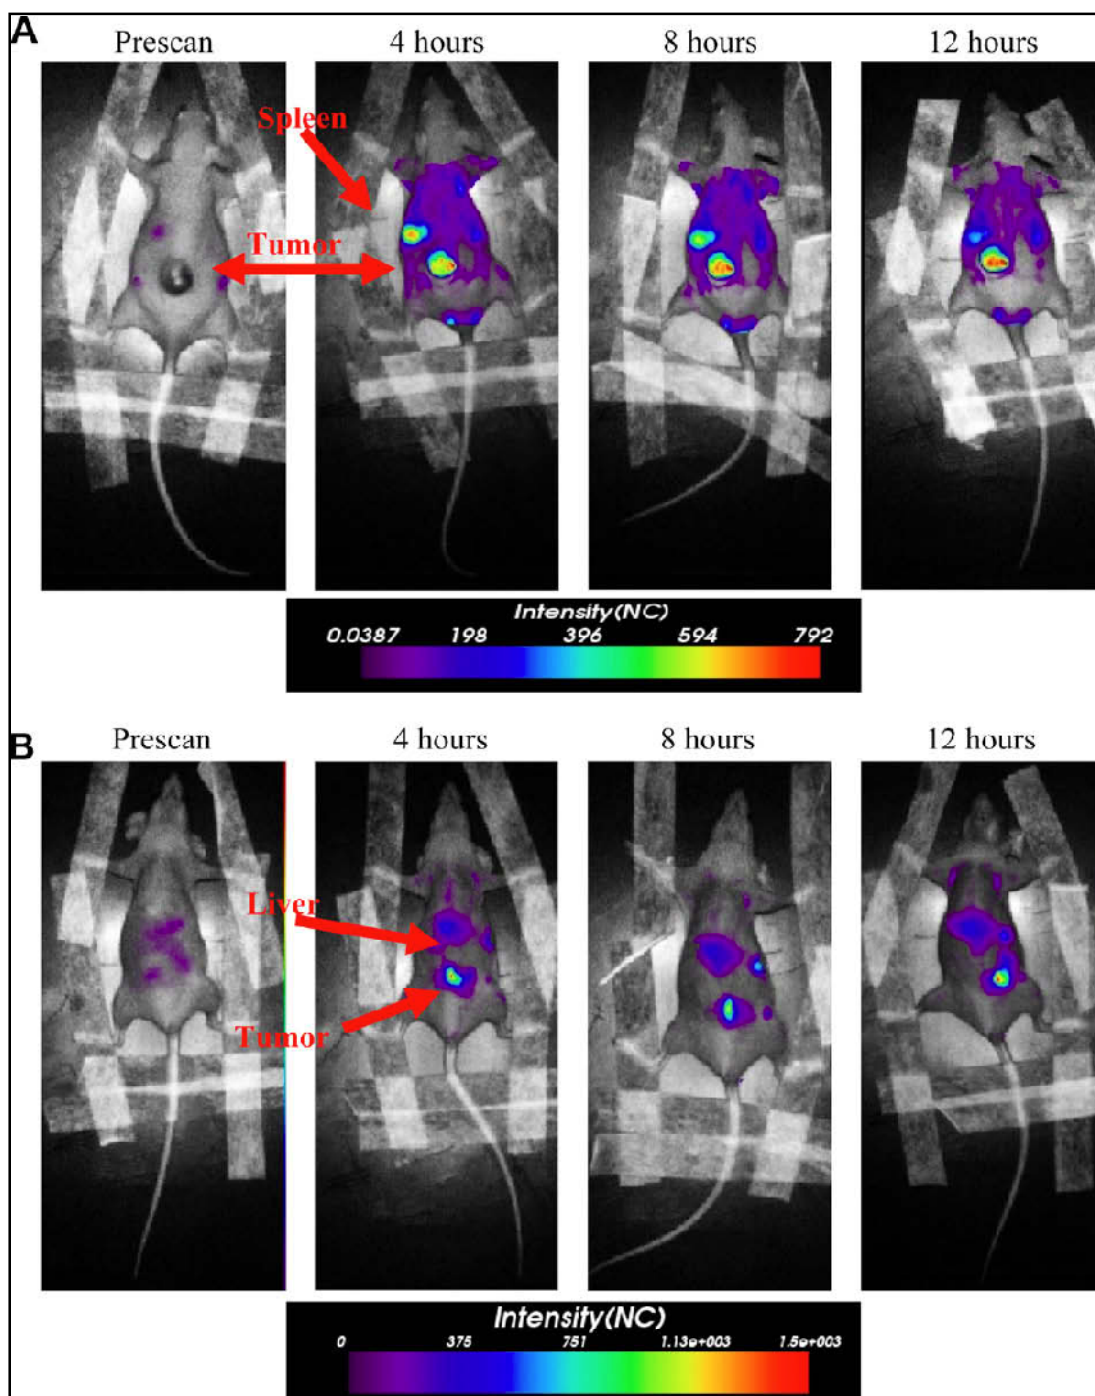 A
Prescan 4 hours 8 hours 12 hours
Spleen
Tumor
Intensity(NC)
0.0387 198 396 594 792
B
Prescan 4 hours 8 hours 12 hours
Liver
Tumor
Intensity(NC)
0 375 751 1.13e+003 1.5e+003